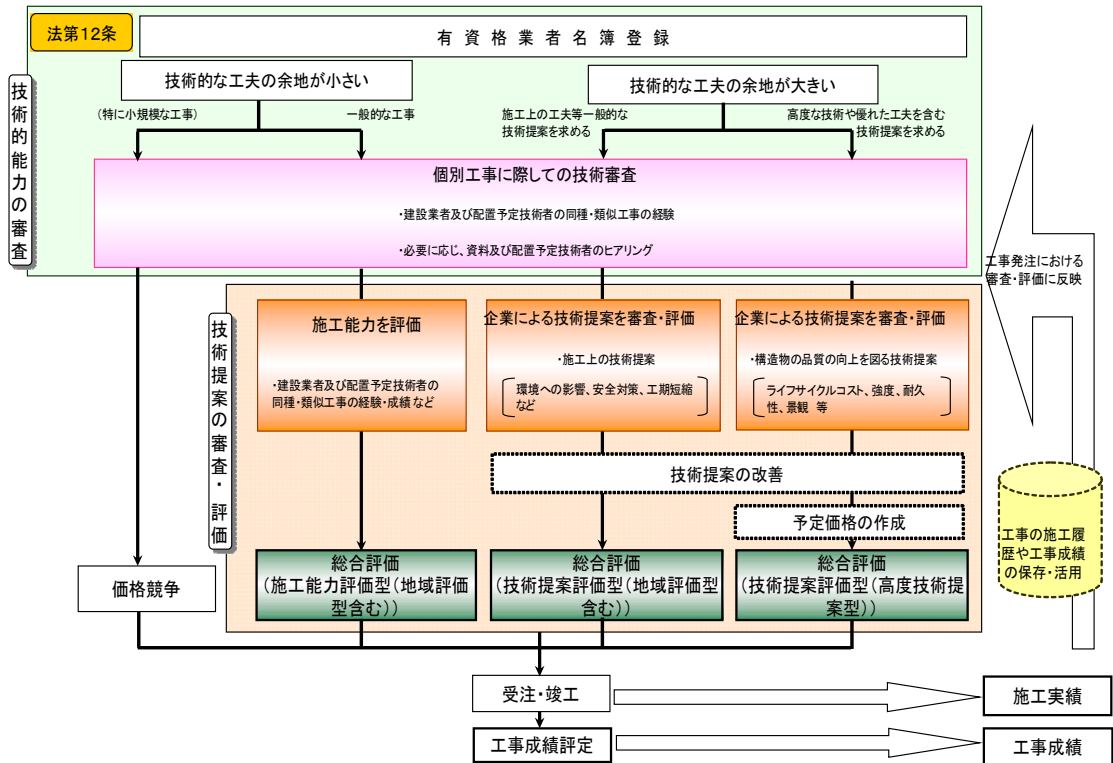 法第12条
有資格業者名簿登録
技術的能力の審査
技術的な工夫の余地が小さい
技術的な工夫の余地が大きい
(特に小規模な工事)
一般的な工事
施工上の工夫等一般的な
技術提案を求める
高度な技術や優れた工夫を含む
技術提案を求める
個別工事に際しての技術審査
・建設業者及び配置予定技術者の同種・類似工事の経験
・必要に応じ、資料及び配置予定技術者のヒアリング
工事発注における
審査・評価に反映
技術提案の審査・評価
施工能力を評価
・建設業者及び配置予定技術者の
同種・類似工事の経験・成績など
企業による技術提案を審査・評価
・施工上の技術提案
環境への影響、安全対策、工期短縮
など
企業による技術提案を審査・評価
・構造物の品質の向上を図る技術提案
ライフサイクルコスト、強度、耐久
性、景観 等
技術提案の改善
予定価格の作成
工事の施工履
歴や工事成績
の保存・活用
価格競争
総合評価
(施工能力評価型(地域評価
型含む))
総合評価
(技術提案評価型(地域評価型
含む))
総合評価
(技術提案評価型(高度技術提
案型))
受注・竣工
施工実績
工事成績評定
工事成績